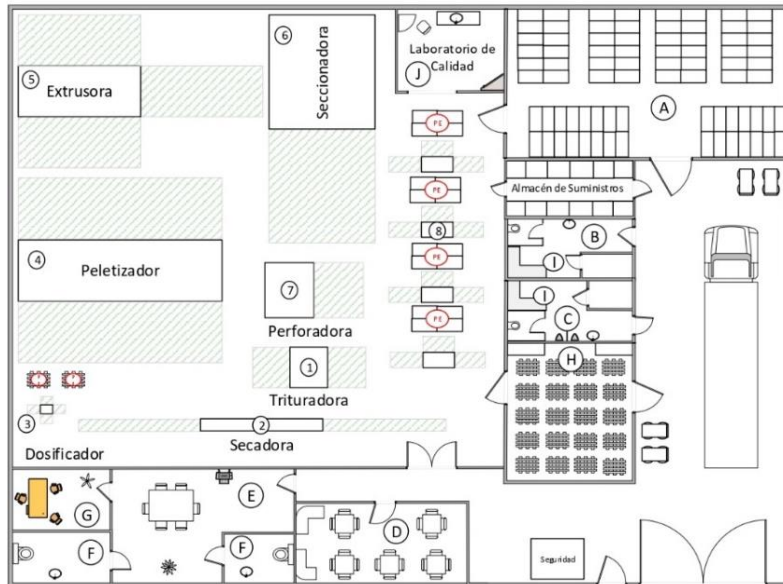 6
Seccionadora
Laboratorio de
Calidad
J
A
5
Extrusora
PE
Almacén de Suministros
PE
B
8
4
Peletizador
PE
I
7
I
Perforadora
PE
C
H
1
Trituradora
3
2
Dosificador
Secadora
G
E
F
F
D
Seguridad